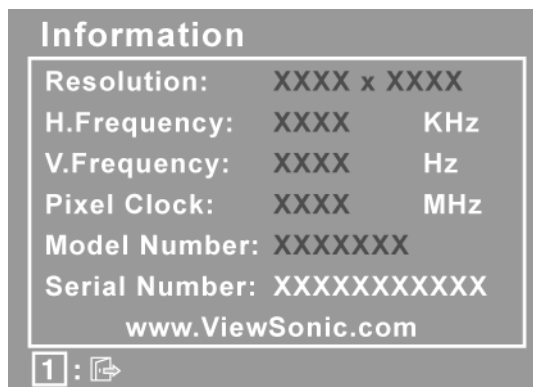 Information
Resolution: XXXX x XXXX
H.Frequency: XXXX KHz
V.Frequency: XXXX Hz
Pixel Clock: XXXX MHz
Model Number: XXXXXXX
Serial Number: XXXXXXXXXXX
www.ViewSonic.com
1 :